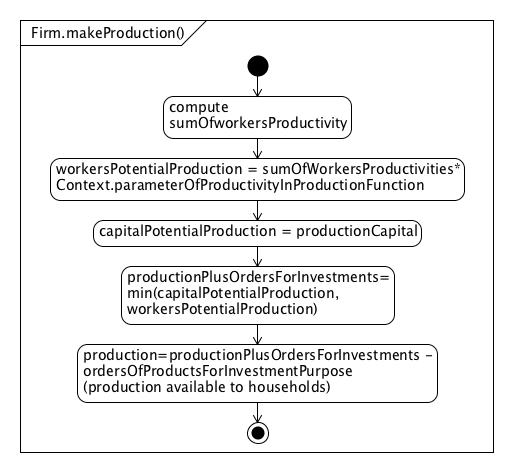 Firm.makeProduction()
compute
sumOfworkersProductivity
workersPotentialProduction = sumOfWorkersProductivities*
Context.parameterOfProductivityInProductionFunction
capitalPotentialProduction = productionCapital
productionPlusOrdersForInvestments=
min(capitalPotentialProduction,
workersPotentialProduction)
production=productionPlusOrdersForInvestments -
ordersOfProductsForInvestmentPurpose
(production available to households)